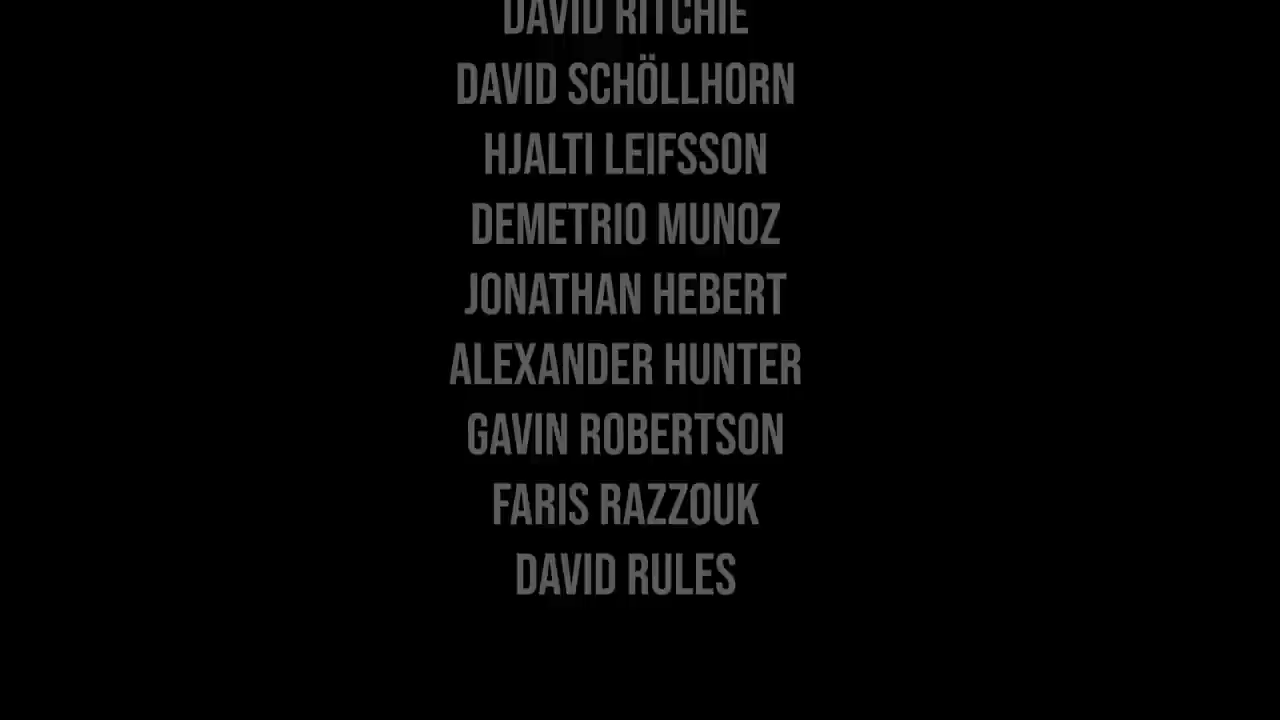 DAVID RITCHIE
DAVID SCHÖLLHORN
HJALTI LEIFSSON
DEMETRIO MUNOZ
JONATHAN HEBERT
ALEXANDER HUNTER
GAVIN ROBERTSON
FARIS RAZZOUK
DAVID RULES